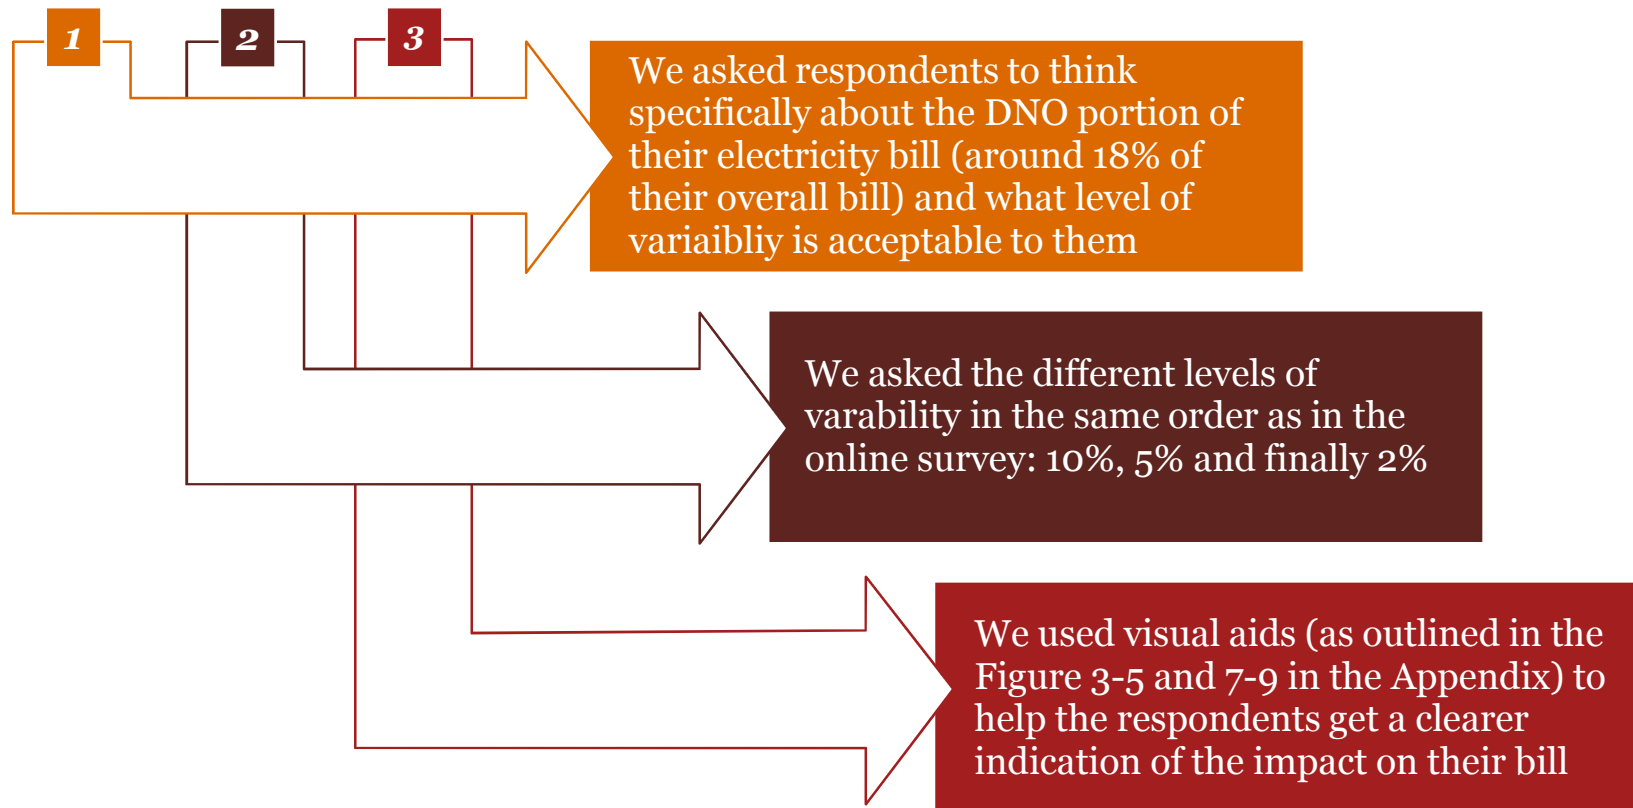 1
2
3
We asked respondents to think
specifically about the DNO portion of
their electricity bill (around 18% of
their overall bill) and what level of
variaibliy is acceptable to them
We asked the different levels of
varability in the same order as in the
online survey: 10%, 5% and finally 2%
We used visual aids (as outlined in the
Figure 3-5 and 7-9 in the Appendix) to
help the respondents get a clearer
indication of the impact on their bill